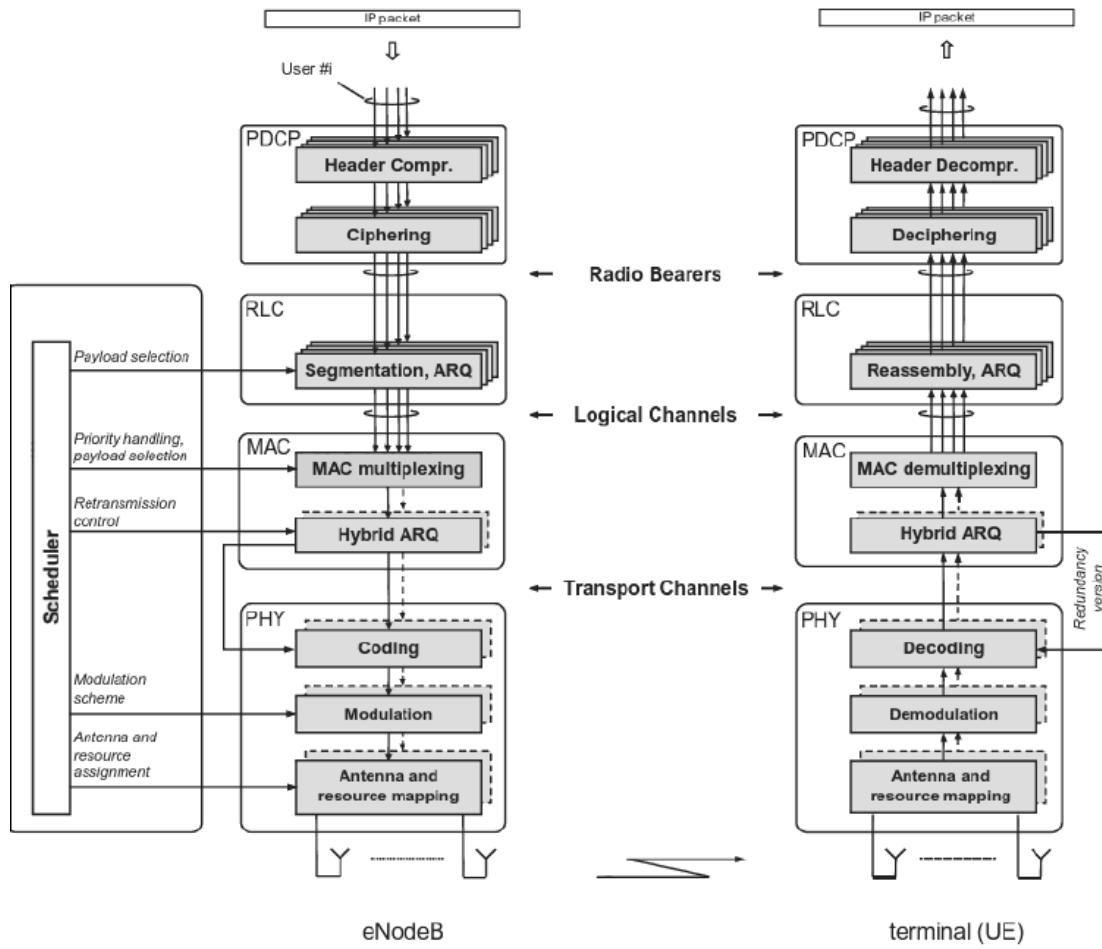 IP packet
IP packet
User #i
PDCP
Header Compr.
Ciphering
PDCP
Header Decompr.
Deciphering
Radio Bearers
RLC
Segmentation, ARQ
RLC
Reassembly, ARQ
Payload selection
Logical Channels
Priority handling,
payload selection
MAC
MAC multiplexing
MAC
MAC demultiplexing
Retransmission
control
Hybrid ARQ
Hybrid ARQ
Scheduler
Transport Channels
Redundancy
version
PHY
Coding
PHY
Decoding
Modulation
scheme
Modulation
Demodulation
Antenna and
resource
assignment
Antenna and
resource mapping
Antenna and
resource mapping
eNodeB
terminal (UE)